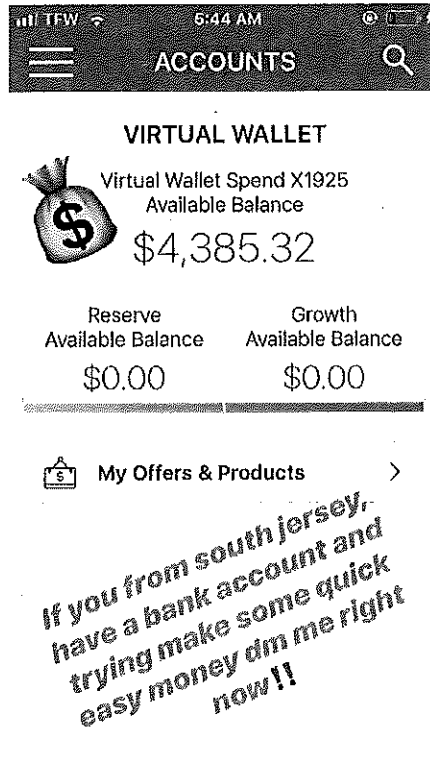 TFW 5:44 AM
ACCOUNTS
VIRTUAL WALLET
Virtual Wallet Spend X1925
Available Balance
$
$4,385.32
Reserve Growth
Available Balance Available Balance
$0.00 $0.00
$ My Offers & Products >
If you from south jersey,
have a bank account and
trying make some quick
easy money dm me right
now!!